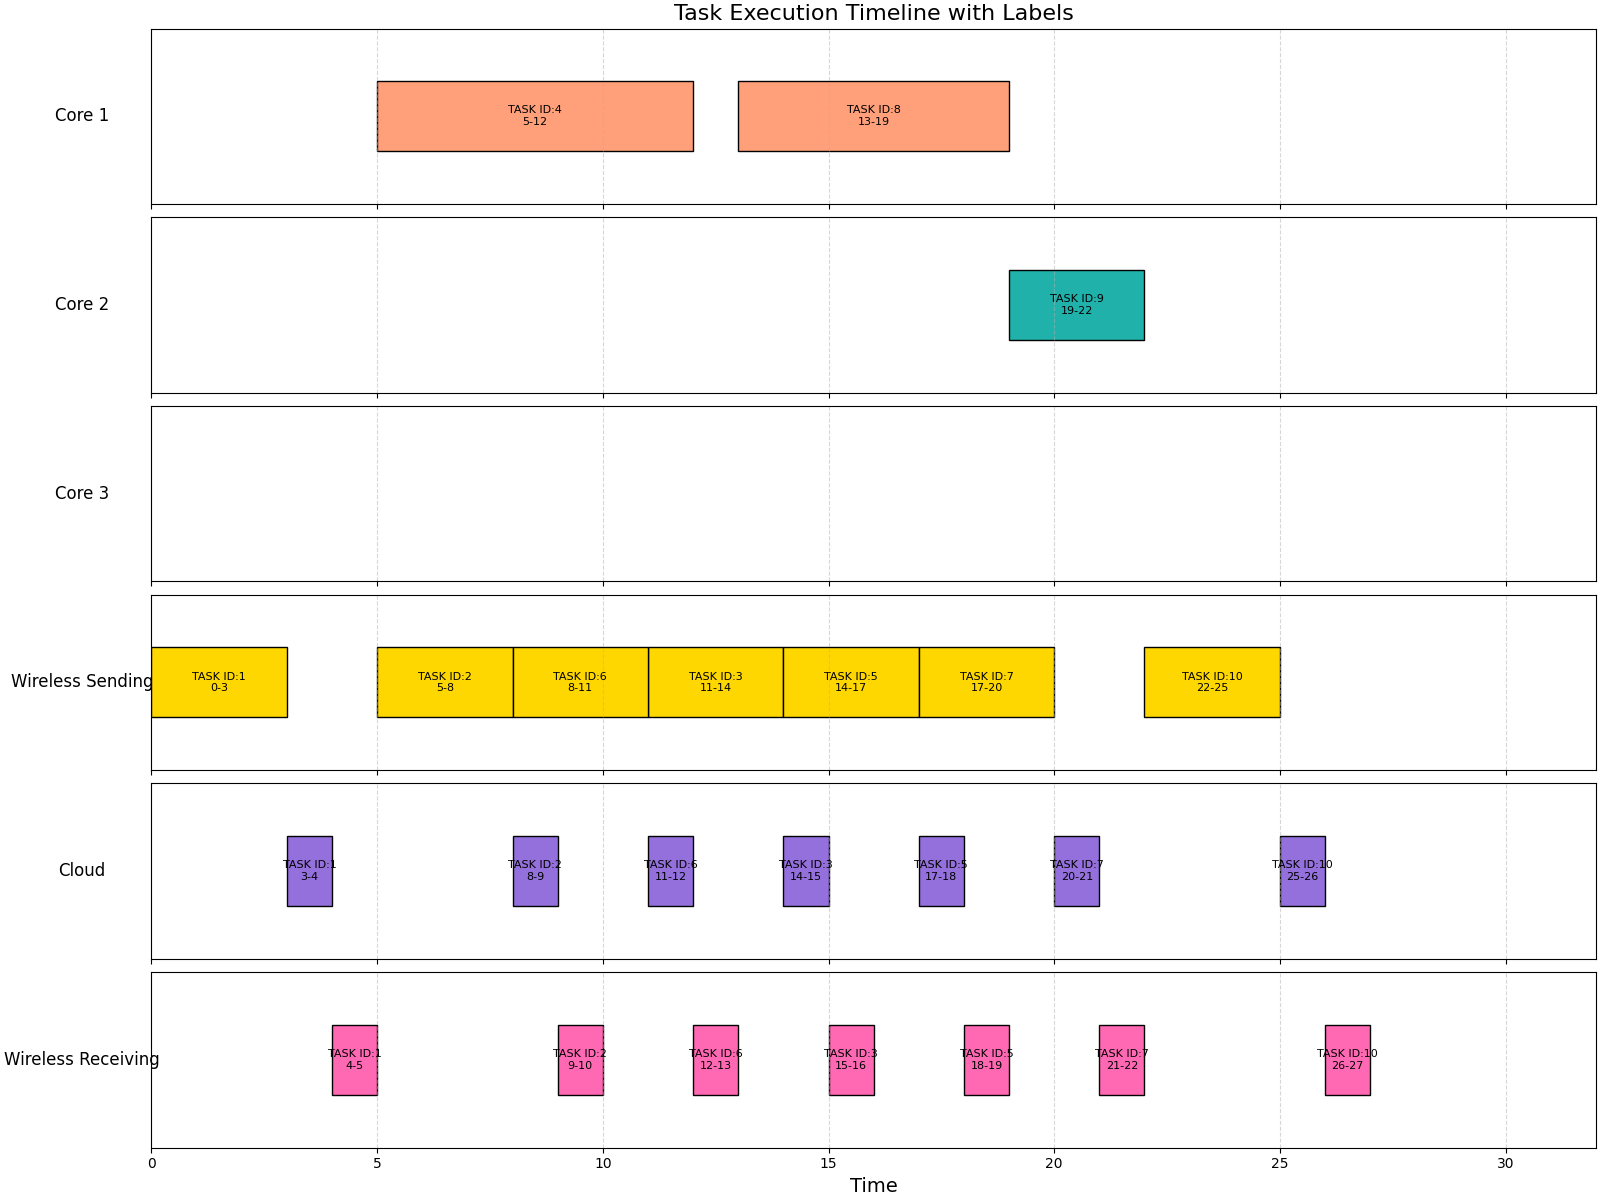 Task Execution Timeline with Labels
Core 1
TASK ID:4
5-12
TASK ID:8
13-19
Core 2
TASK ID:9
19-22
Core 3
Wireless Sending
TASK ID:1
0-3
TASK ID:2
5-8
TASK ID:6
8-11
TASK ID:3
11-14
TASK ID:5
14-17
TASK ID:7
17-20
TASK ID:10
22-25
Cloud
TASK ID:1
3-4
TASK ID:2
8-9
TASK ID:6
11-12
TASK ID:3
14-15
TASK ID:5
17-18
TASK ID:7
20-21
TASK ID:10
25-26
Wireless Receiving
TASK ID:1
4-5
TASK ID:2
9-10
TASK ID:6
12-13
TASK ID:3
15-16
TASK ID:5
18-19
TASK ID:7
21-22
TASK ID:10
26-27
0 5 10 15 20 25 30
Time